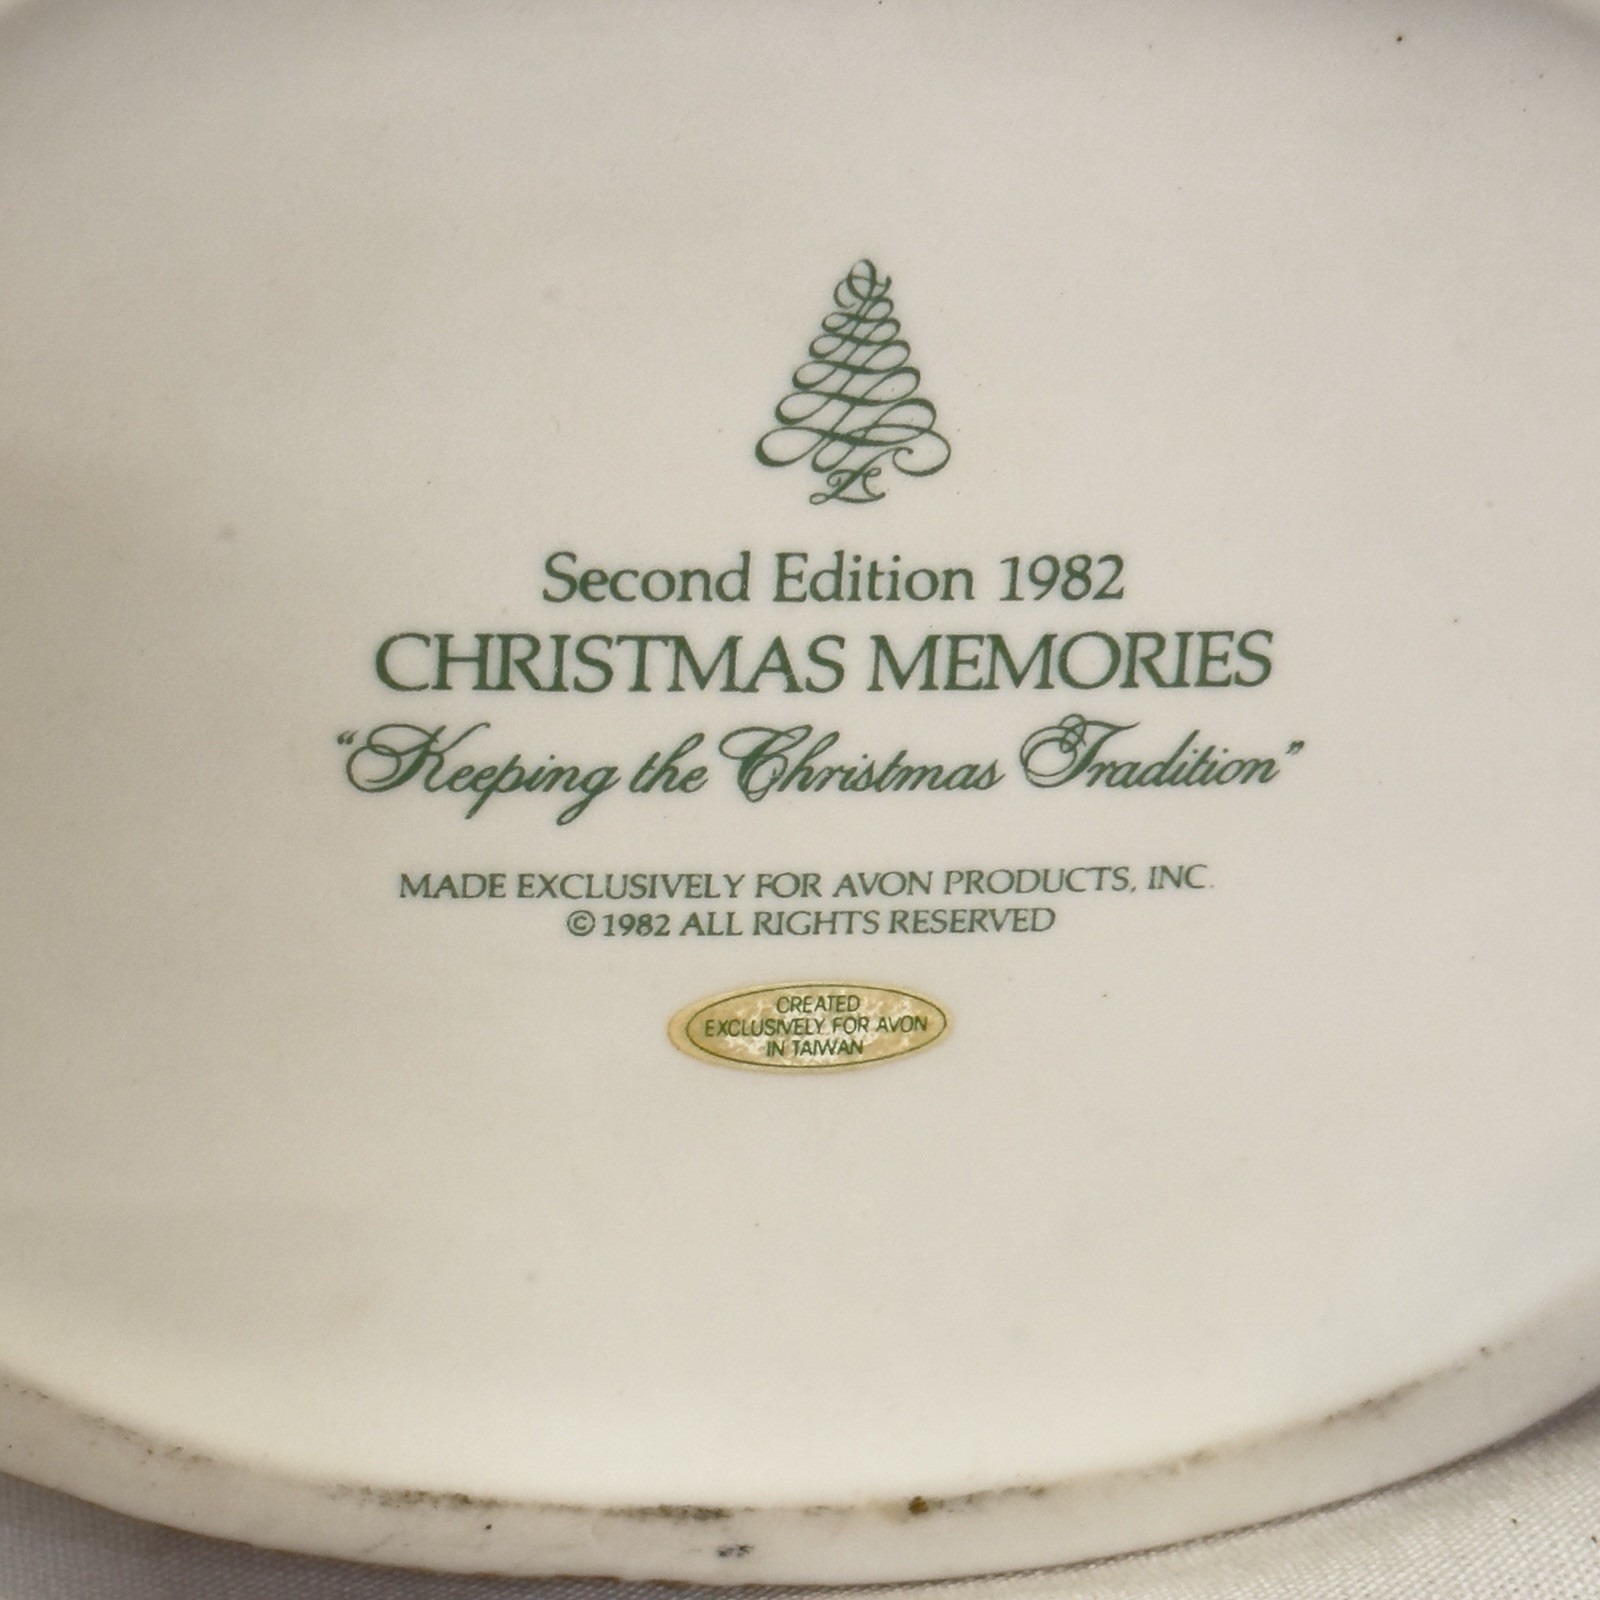 Second Edition 1982
CHRISTMAS MEMORIES
“Keeping the Christmas Tradition”
MADE EXCLUSIVELY FOR AVON PRODUCTS, INC.
© 1982 ALL RIGHTS RESERVED
CREATED
EXCLUSIVELY FOR AVON
IN TAIWAN